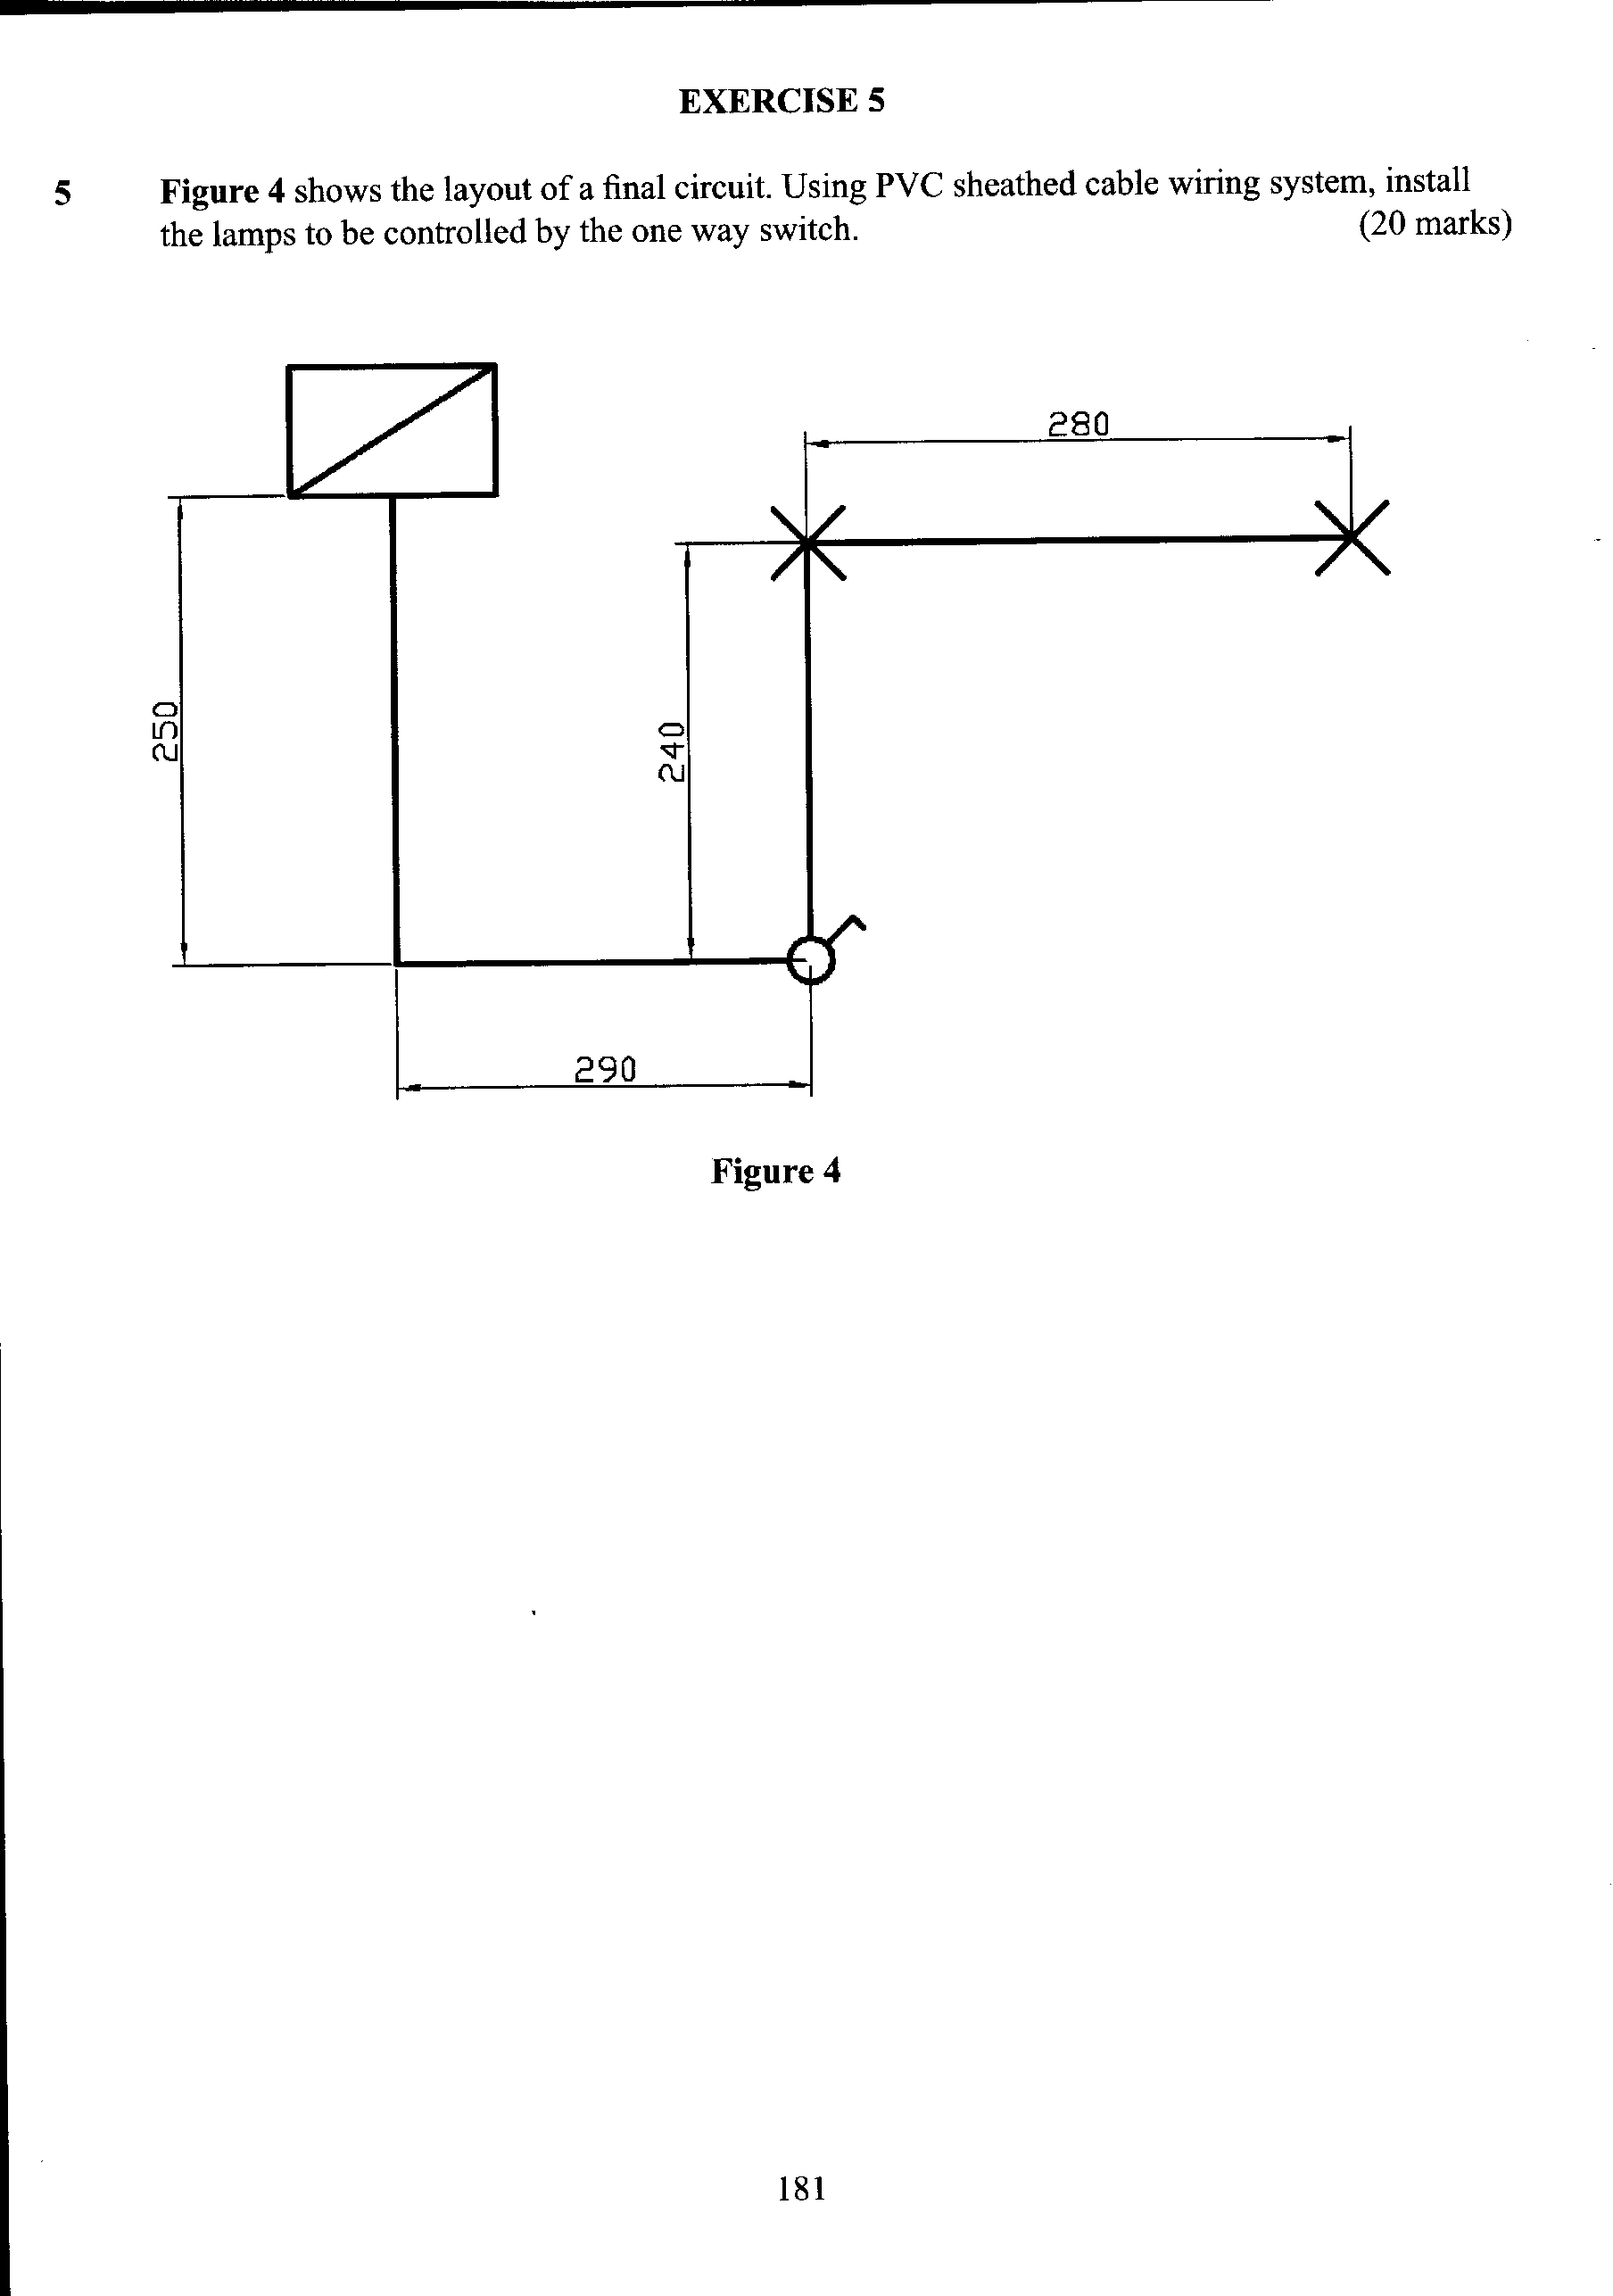 EXERCISE 5
5 Figure 4 shows the layout of a final circuit. Using PVC sheathed cable wiring system, install
the lamps to be controlled by the one way switch. (20 marks)
280
250
240
290
Figure 4
181